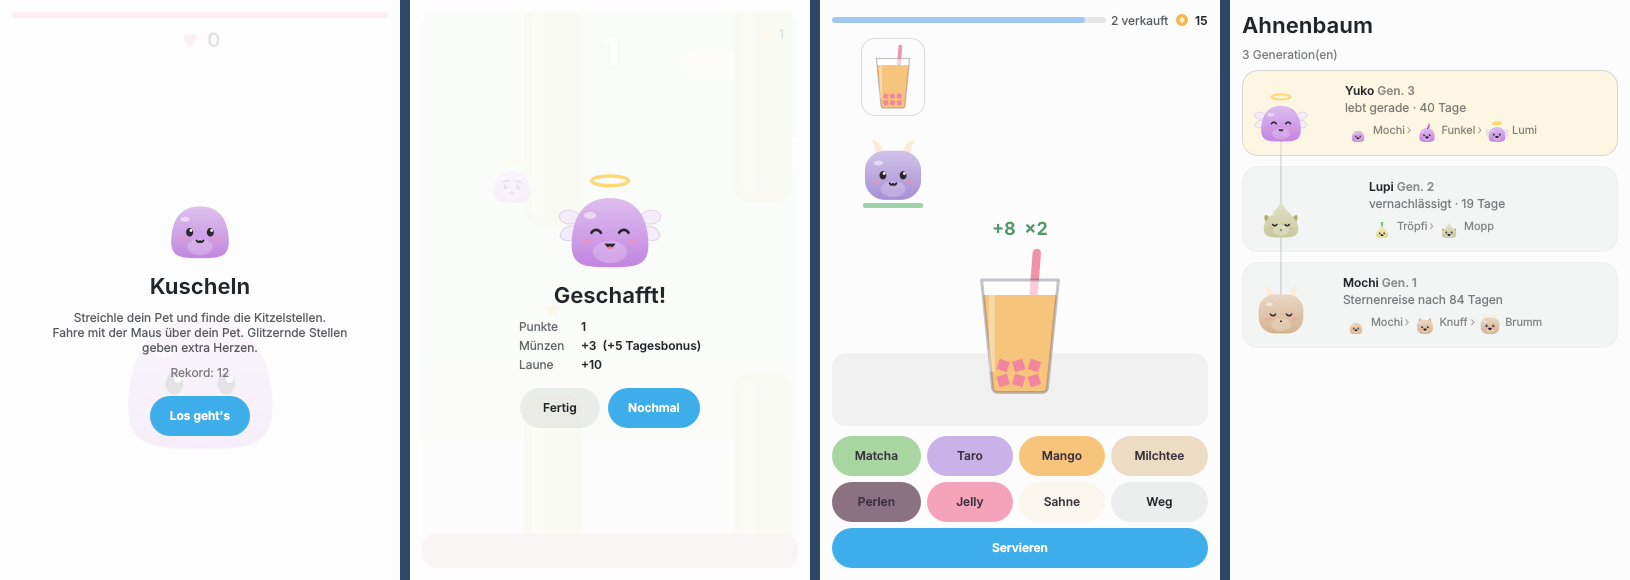 0
Kuscheln
Streichle dein Pet und finde die Kitzelstellen.
Fahre mit der Maus über dein Pet. Glitzernde Stellen
geben extra Herzen.
Rekord: 12
Los geht's
1
1
Geschafft!
Punkte 1
Münzen +3 (+5 Tagesbonus)
Laune +10
Fertig
Nochmal
2 verkauft 15
+8 ×2
Matcha
Taro
Mango
Milchtee
Perlen
Jelly
Sahne
Weg
Servieren
Ahnenbaum
3 Generation(en)
Yuko Gen. 3
lebt gerade · 40 Tage
Mochi › Funkel › Lumi
Lupi Gen. 2
vernachlässigt · 19 Tage
Tröpfi › Mopp
Mochi Gen. 1
Sternenreise nach 84 Tagen
Mochi › Knuff › Brumm